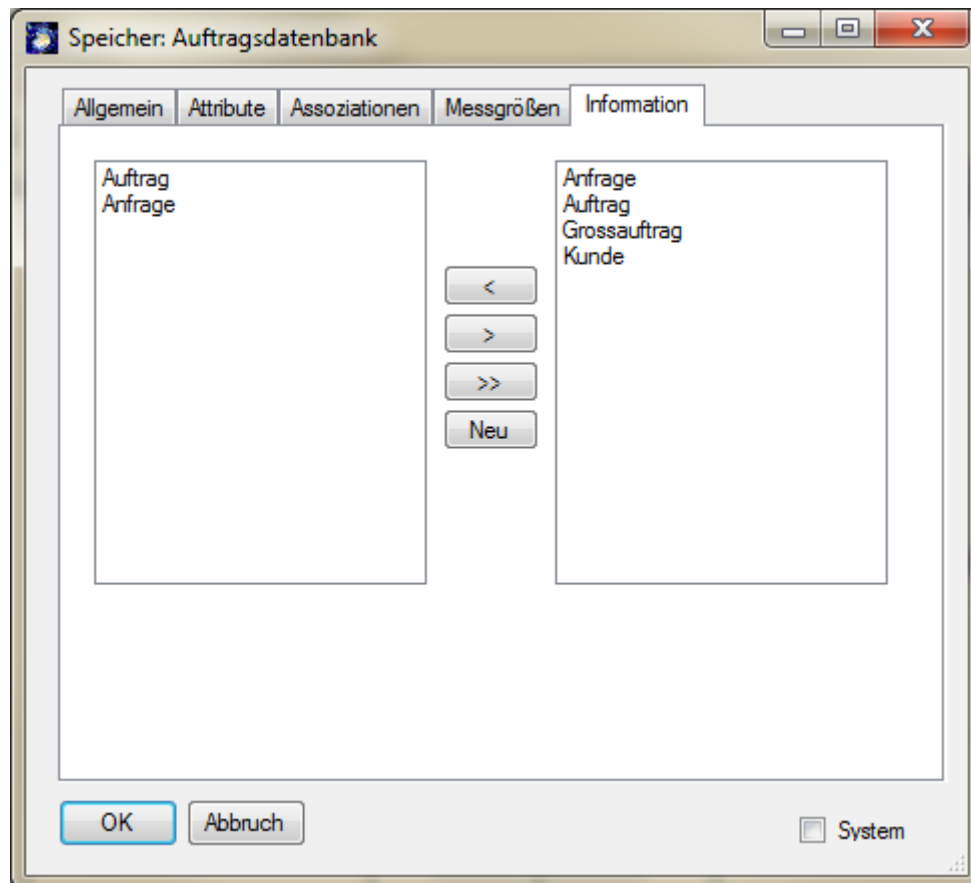 Speicher: Auftragsdatenbank
Allgemein Attribute Assoziationen Messgrößen Information
Auftrag
Anfrage
Anfrage
Auftrag
Grossauftrag
Kunde
<
>
>>
Neu
OK Abbruch System